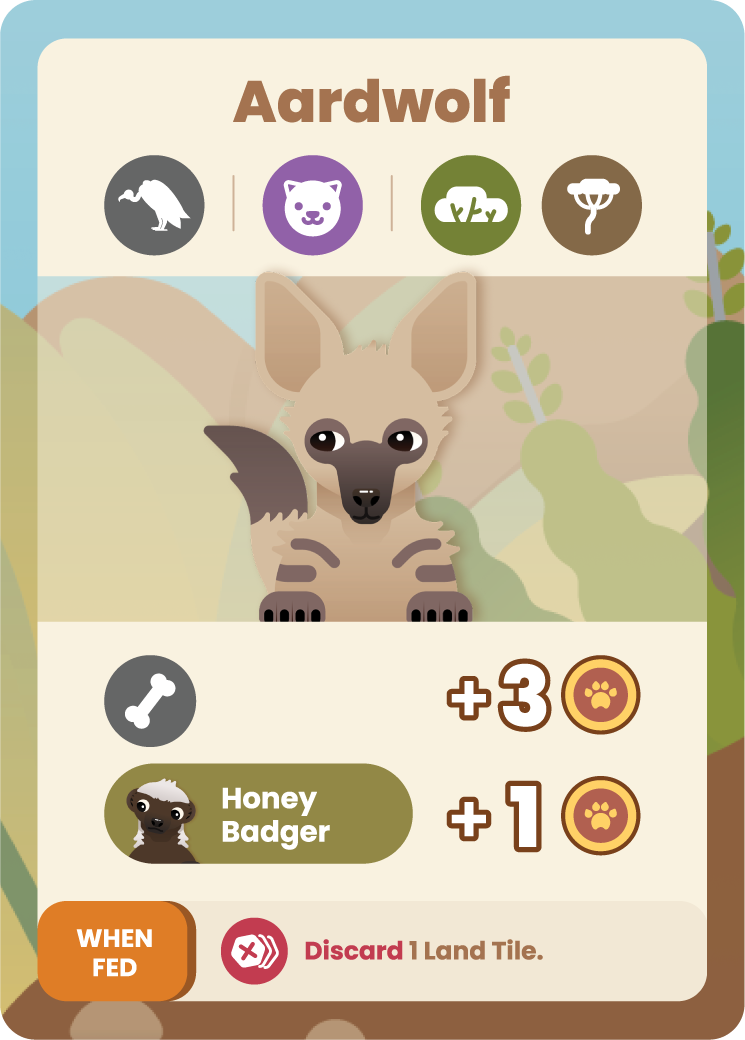 Aardwolf
+3
Honey
Badger
+1
WHEN
FED
Discard 1 Land Tile.